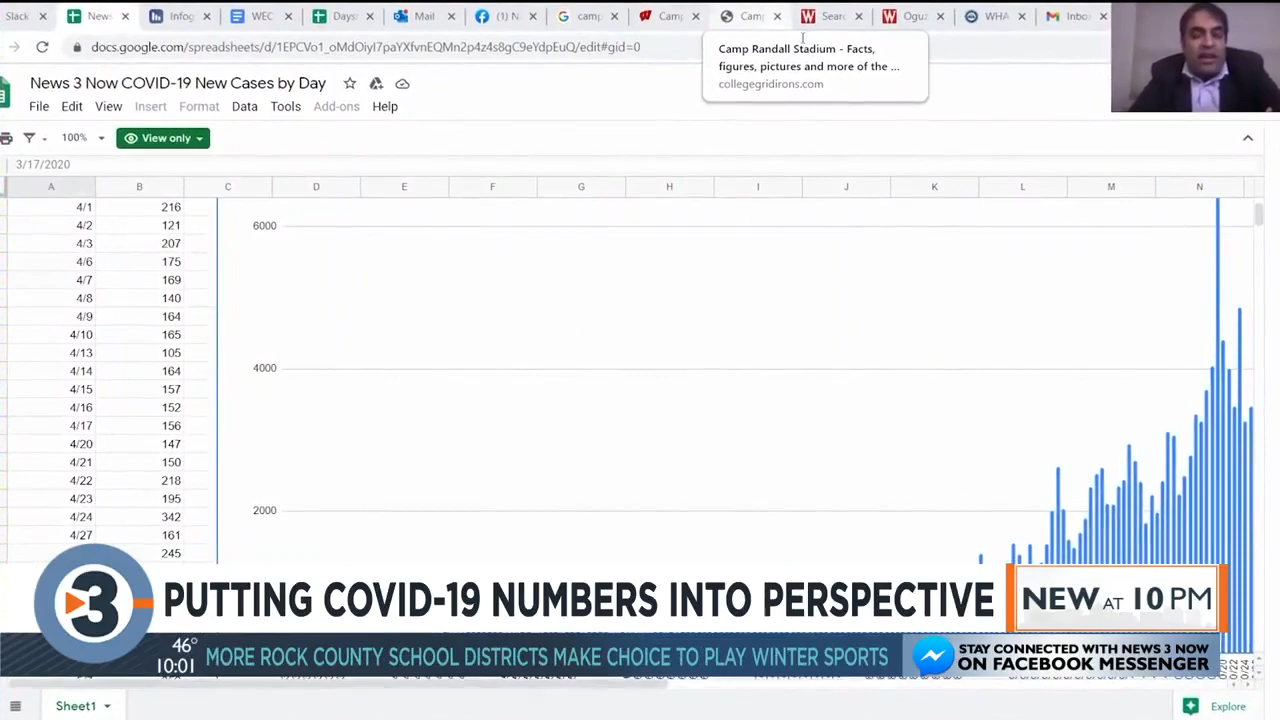 Slack
News
Infog
WEC
Days
Mail
(1) N
camp
Camp
Camp
Sear
Ogu
WHA
Inbo
docs.google.com/spreadsheets/d/1EPCVo1_oMdOiyI7paYXfvnEQMn2p4z4s8gC9eYdpEuQ/edit#gid=0
Camp Randall Stadium - Facts,
figures, pictures and more of the ...
collegegridirons.com
News 3 Now COVID-19 New Cases by Day
File Edit View Insert Format Data Tools Add-ons Help
100% View only
3/17/2020
A B C D E F G H I J K L M N
4/1 216
4/2 121
4/3 207
4/6 175
4/7 169
4/8 140
4/9 164
4/10 165
4/13 105
4/14 164
4/15 157
4/16 152
4/17 156
4/20 147
4/21 150
4/22 218
4/23 195
4/24 342
4/27 161
245
6000
4000
2000
3
PUTTING COVID-19 NUMBERS INTO PERSPECTIVE
NEW AT 10 PM
46°
10:01
MORE ROCK COUNTY SCHOOL DISTRICTS MAKE CHOICE TO PLAY WINTER SPORTS
STAY CONNECTED WITH NEWS 3 NOW
ON FACEBOOK MESSENGER
Sheet1
Explore